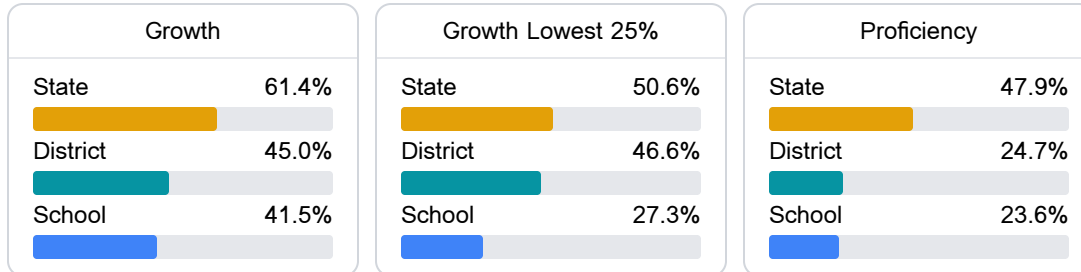 Growth
State 61.4%
District 45.0%
School 41.5%
Growth Lowest 25%
State 50.6%
District 46.6%
School 27.3%
Proficiency
State 47.9%
District 24.7%
School 23.6%